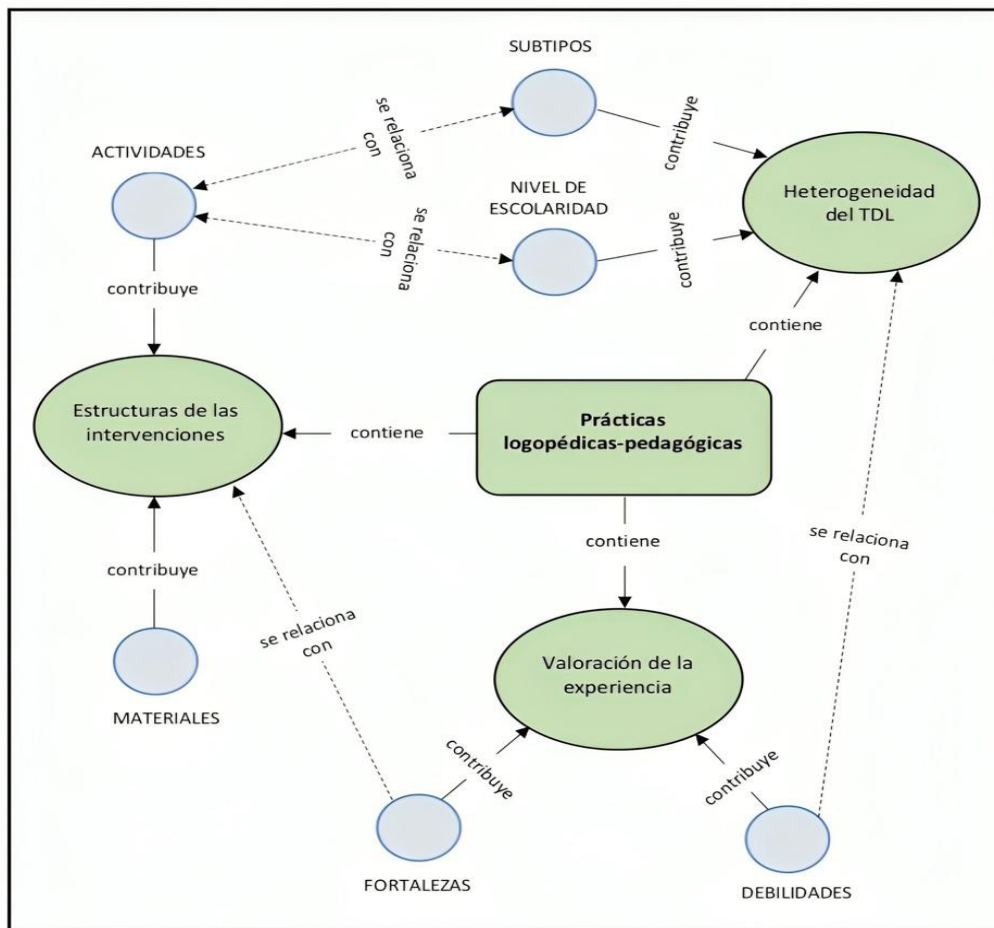 SUBTIPOS
se relaciona
con
contribuye
ACTIVIDADES
NIVEL DE
ESCOLARIDAD
Heterogeneidad
del TDL
se relaciona
con
contribuye
contribuye
contiene
Estructuras de las
intervenciones
contiene
Prácticas
logopédicas-pedagógicas
contiene
se relaciona
con
contribuye
se relaciona
con
Valoración de la
experiencia
MATERIALES
contribuye
contribuye
FORTALEZAS
DEBILIDADES